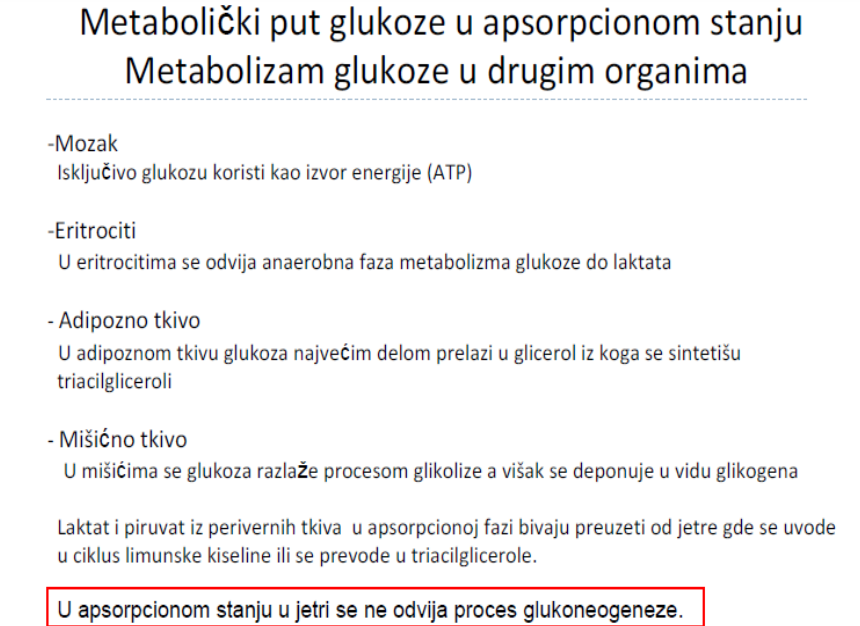 Metabolički put glukoze u apsorpcionom stanju
Metabolizam glukoze u drugim organima
-Mozak
Isključivo glukozu koristi kao izvor energije (ATP)
-Eritrociti
U eritrocitima se odvija anaerobna faza metabolizma glukoze do laktata
- Adipozno tkivo
U adipoznom tkivu glukoza najvećim delom prelazi u glicerol iz koga se sintetišu
triacilgliceroli
- Mišićno tkivo
U mišićima se glukoza razlaže procesom glikolize a višak se deponuje u vidu glikogena
Laktat i piruvat iz perivernih tkiva u apsorpcionoj fazi bivaju preuzeti od jetre gde se uvode
u ciklus limunske kiseline ili se prevode u triacilglicerole.
U apsorpcionom stanju u jetri se ne odvija proces glukoneogeneze.